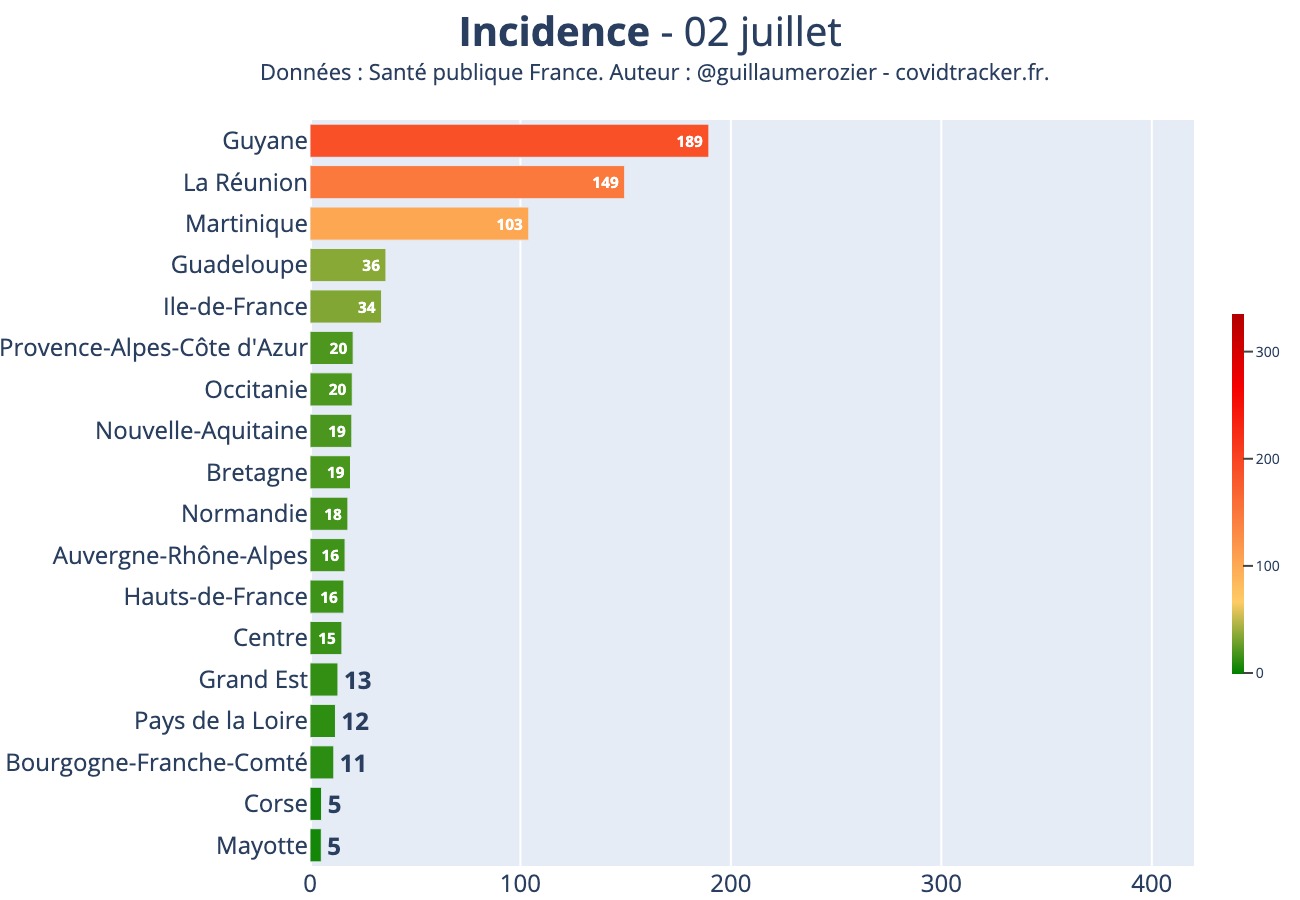 Incidence - 02 juillet
Données : Santé publique France. Auteur : @guillaumerozier - covidtracker.fr.
Guyane 189
La Réunion 149
Martinique 103
Guadeloupe 36
Ile-de-France 34
Provence-Alpes-Côte d'Azur 20
Occitanie 20
Nouvelle-Aquitaine 19
Bretagne 19
Normandie 18
Auvergne-Rhône-Alpes 16
Hauts-de-France 16
Centre 15
Grand Est 13
Pays de la Loire 12
Bourgogne-Franche-Comté 11
Corse 5
Mayotte 5
0 100 200 300 400
300
200
100
0